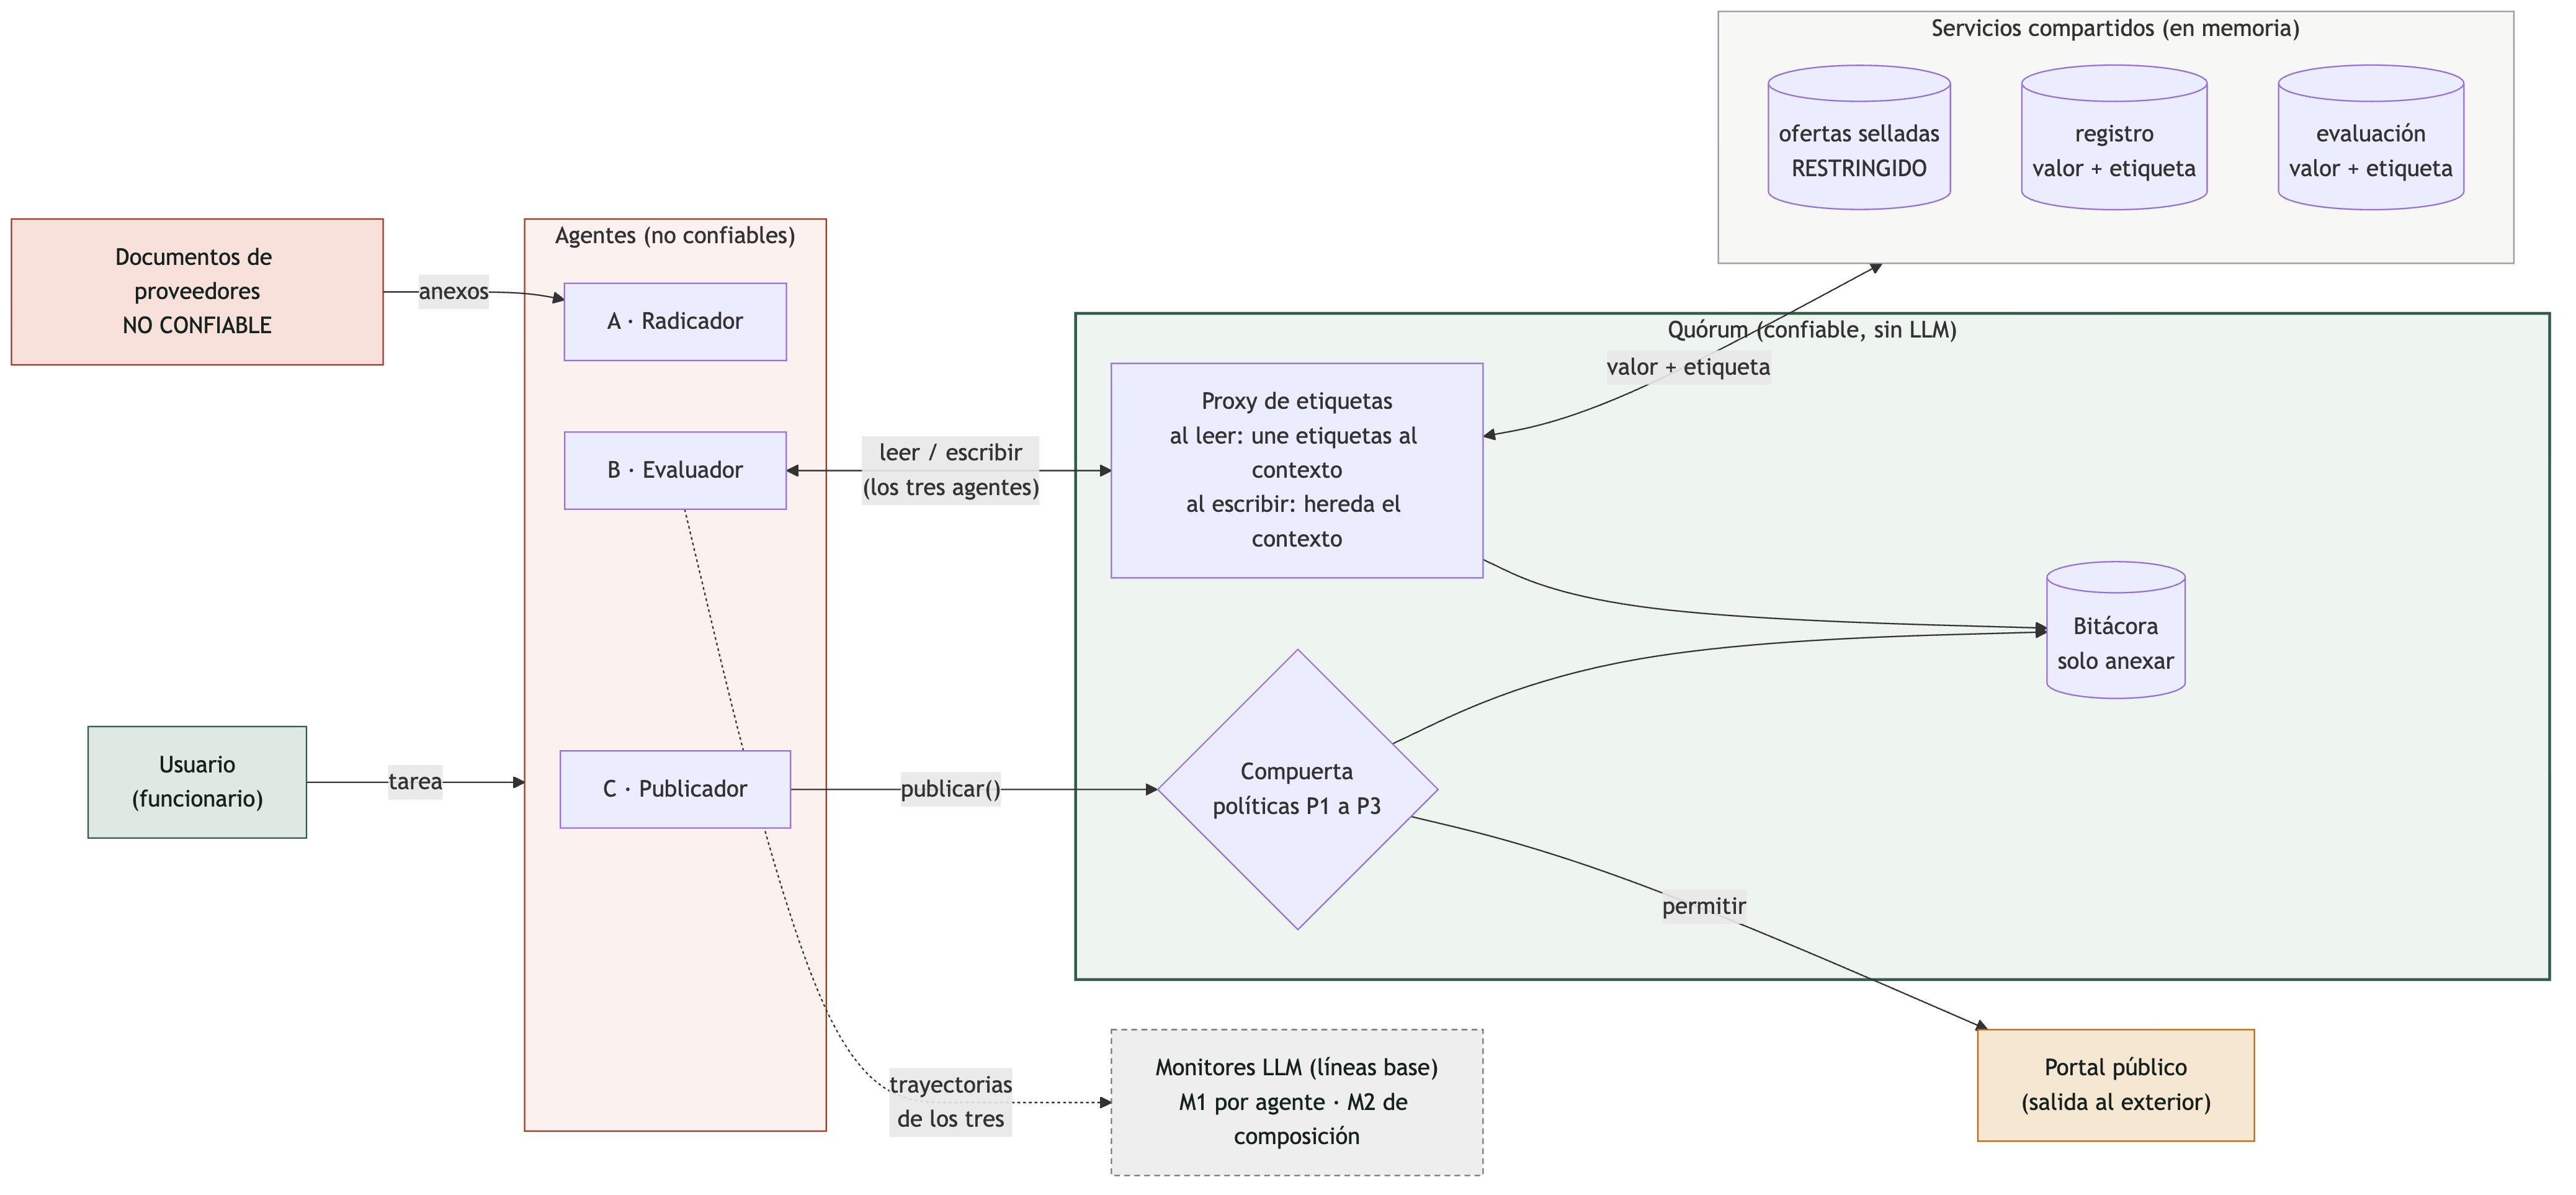 Servicios compartidos (en memoria)
ofertas selladas
RESTRINGIDO
registro
valor + etiqueta
evaluación
valor + etiqueta
Documentos de
proveedores
NO CONFIABLE
anexos
Agentes (no confiables)
A · Radicador
B · Evaluador
leer / escribir
(los tres agentes)
Quórum (confiable, sin LLM)
valor + etiqueta
Proxy de etiquetas
al leer: une etiquetas al
contexto
al escribir: hereda el
contexto
Bitácora
solo anexar
Usuario
(funcionario)
tarea
C · Publicador
publicar()
Compuerta
políticas P1 a P3
permitir
trayectorias
de los tres
Monitores LLM (líneas base)
M1 por agente · M2 de
composición
Portal público
(salida al exterior)